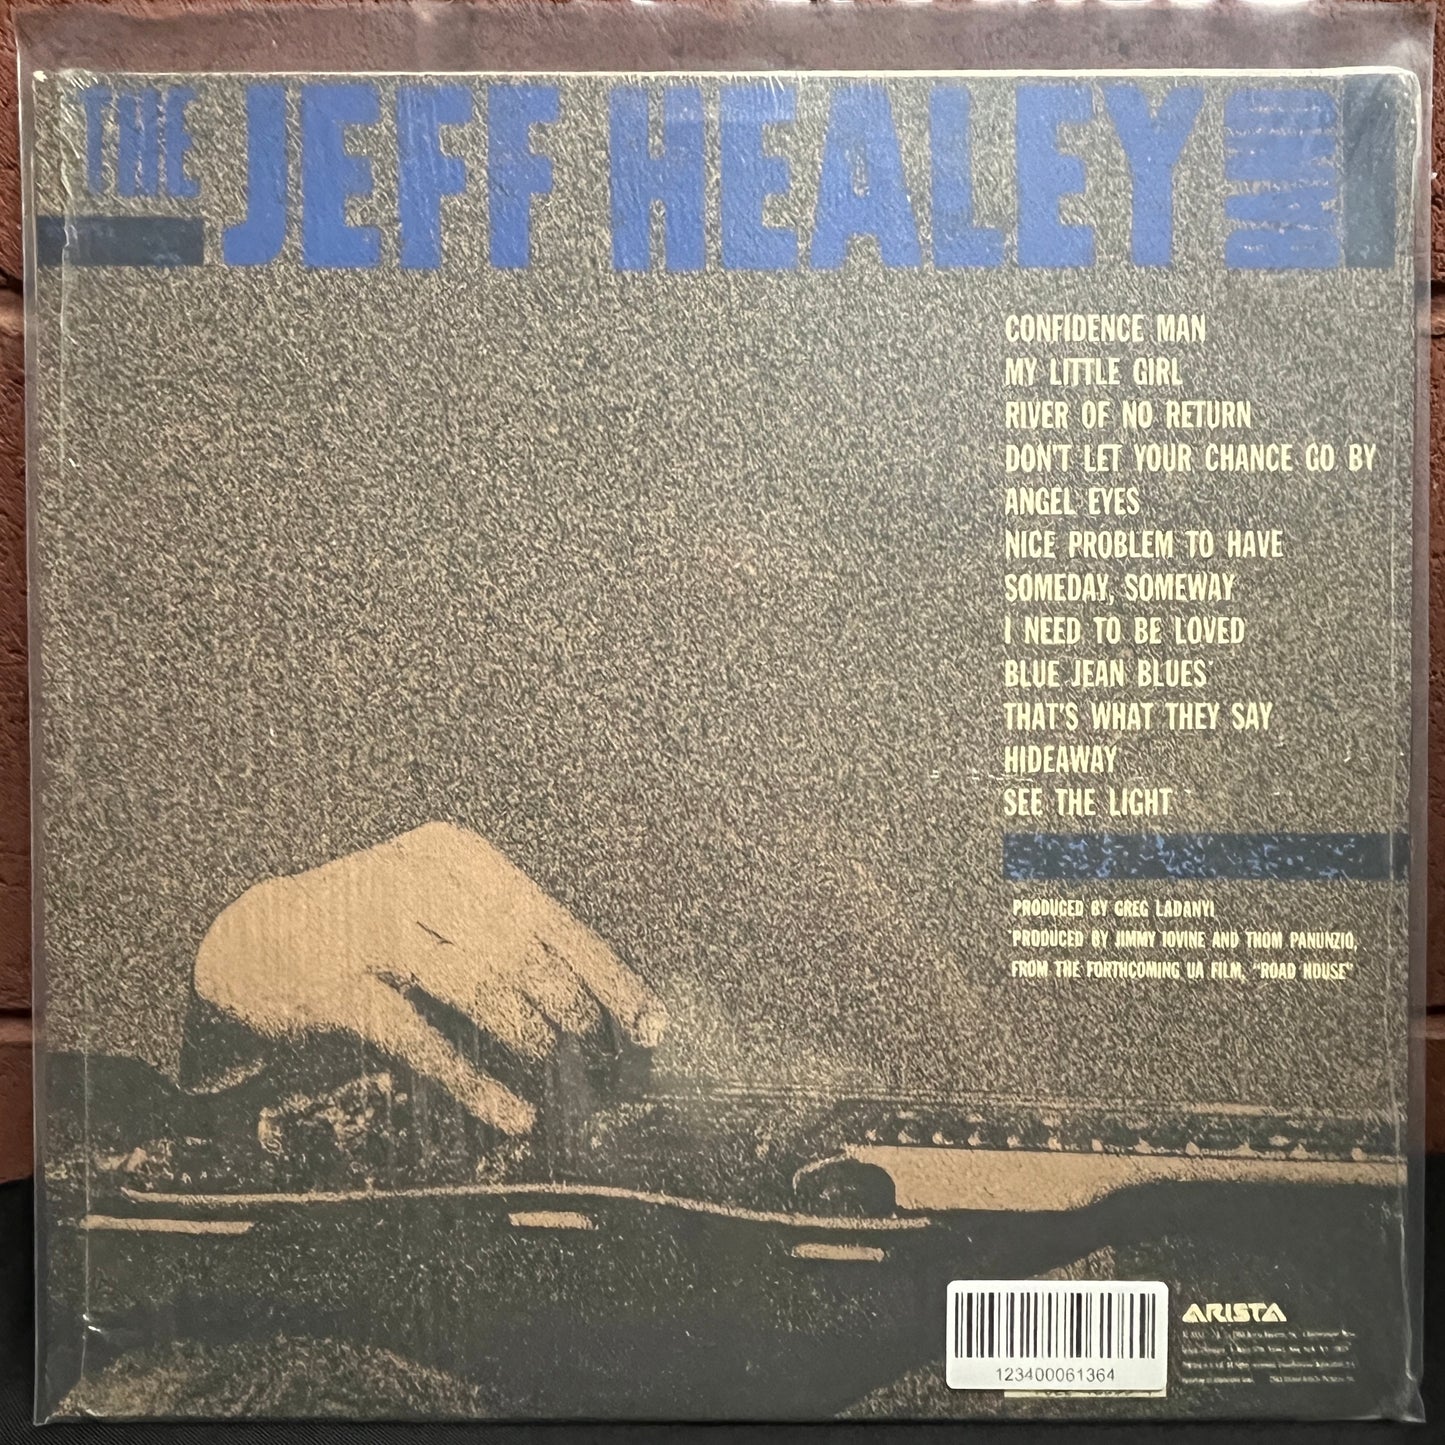 THE JEFF HEALEY BAND
CONFIDENCE MAN
MY LITTLE GIRL
RIVER OF NO RETURN
DON'T LET YOUR CHANCE GO BY
ANGEL EYES
NICE PROBLEM TO HAVE
SOMEDAY, SOMEWAY
I NEED TO BE LOVED
BLUE JEAN BLUES*
THAT'S WHAT THEY SAY
HIDEAWAY
SEE THE LIGHT
PRODUCED BY GREG LADANYI
*PRODUCED BY JIMMY IOVINE AND THOM PANUNZIO,
FROM THE FORTHCOMING UA FILM, "ROAD HOUSE"
ARISTA
123400061364